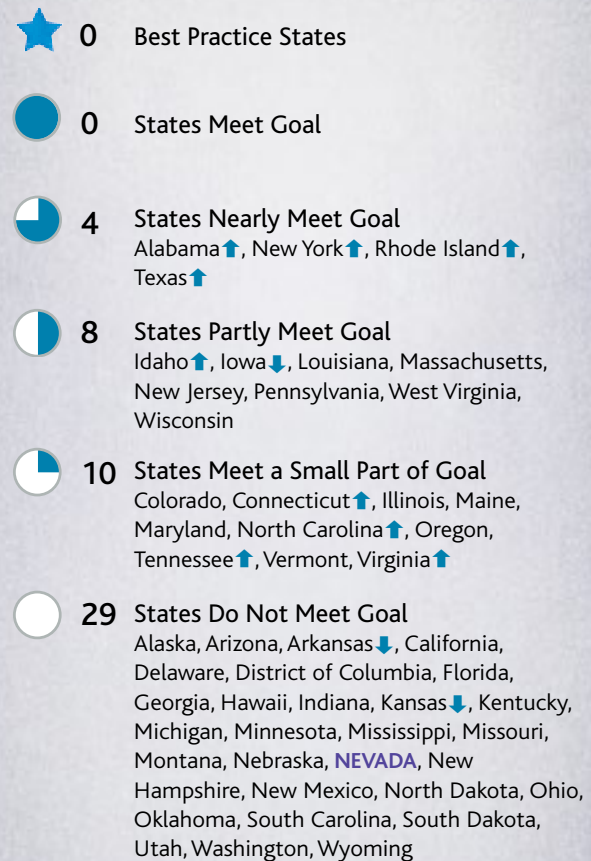 0 Best Practice States
0 States Meet Goal
4 States Nearly Meet Goal
Alabama⬆, New York⬆, Rhode Island⬆,
Texas⬆
8 States Partly Meet Goal
Idaho⬆, Iowa⬇, Louisiana, Massachusetts,
New Jersey, Pennsylvania, West Virginia,
Wisconsin
10 States Meet a Small Part of Goal
Colorado, Connecticut⬆, Illinois, Maine,
Maryland, North Carolina⬆, Oregon,
Tennessee⬆, Vermont, Virginia⬆
29 States Do Not Meet Goal
Alaska, Arizona, Arkansas⬇, California,
Delaware, District of Columbia, Florida,
Georgia, Hawaii, Indiana, Kansas⬇, Kentucky,
Michigan, Minnesota, Mississippi, Missouri,
Montana, Nebraska, NEVADA, New
Hampshire, New Mexico, North Dakota, Ohio,
Oklahoma, South Carolina, South Dakota,
Utah, Washington, Wyoming